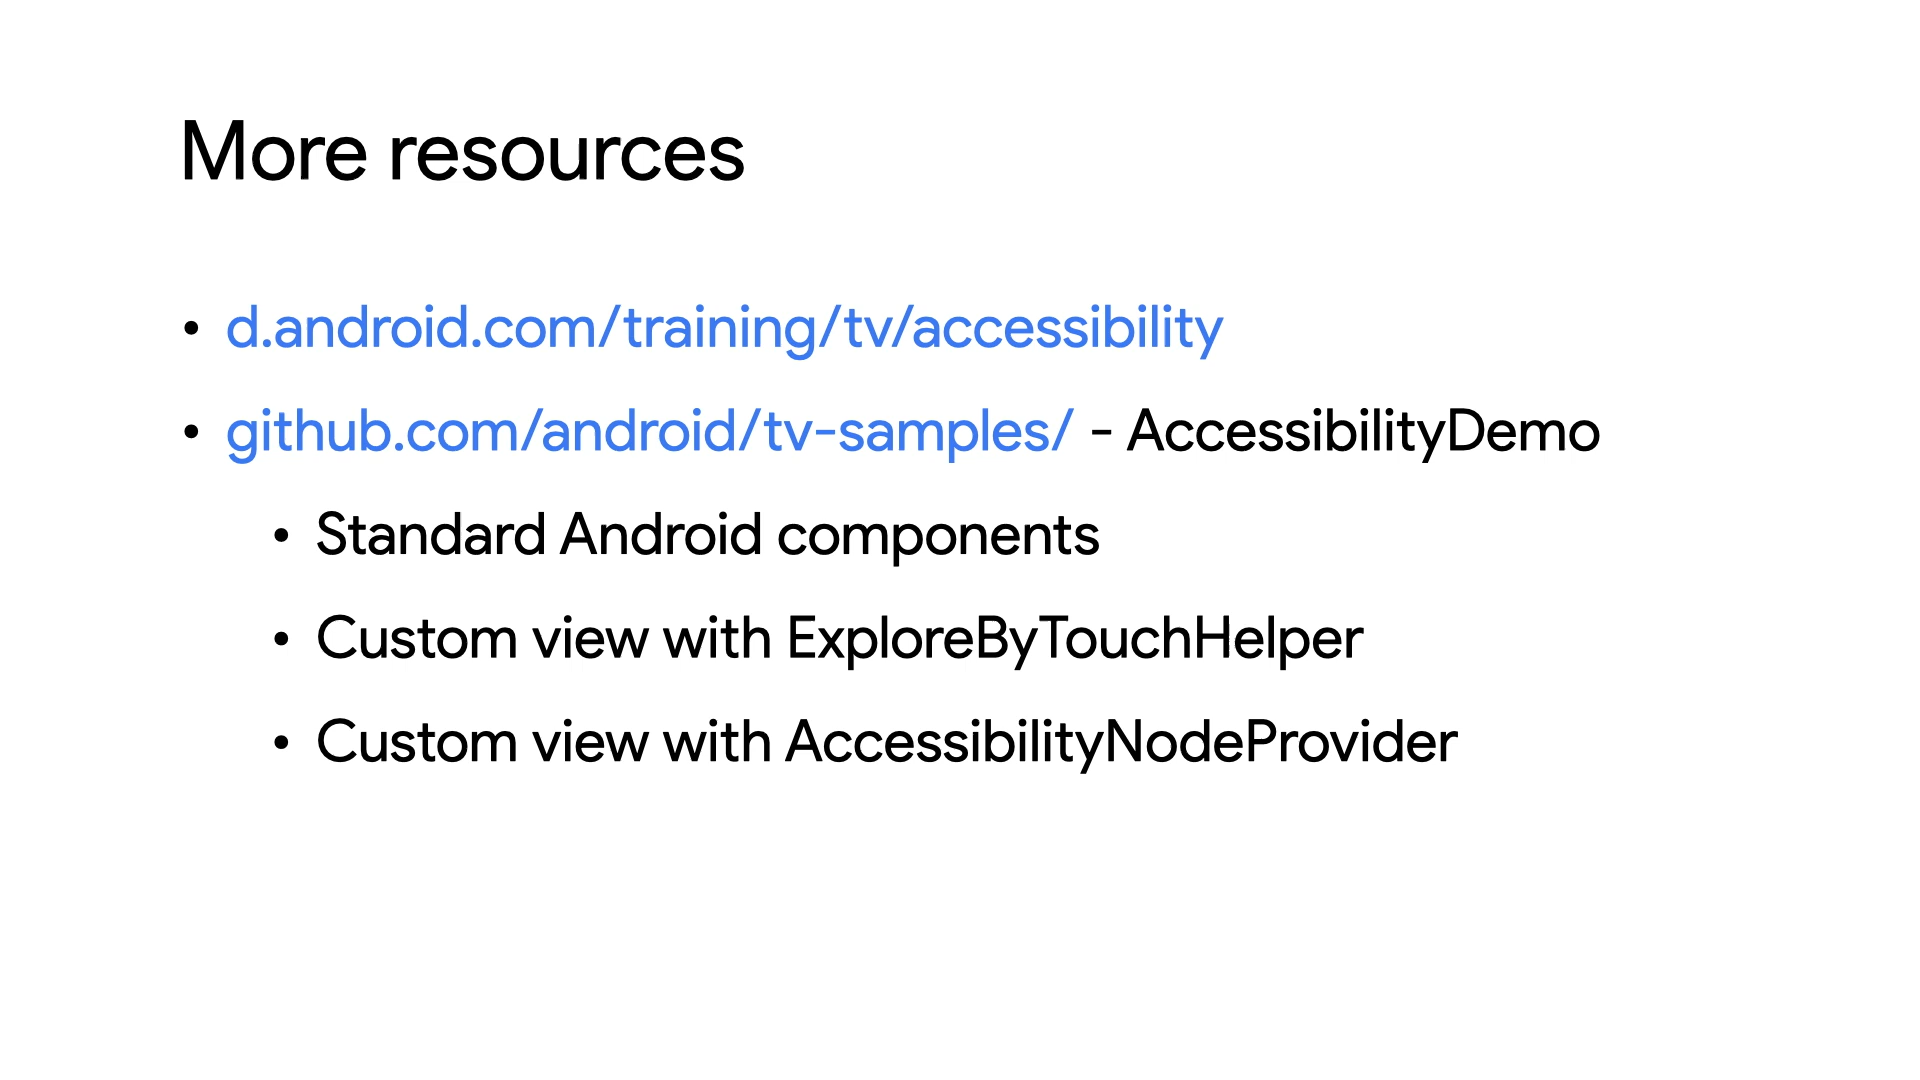 More resources
• d.android.com/training/tv/accessibility
• github.com/android/tv-samples/ - AccessibilityDemo
• Standard Android components
• Custom view with ExploreByTouchHelper
• Custom view with AccessibilityNodeProvider